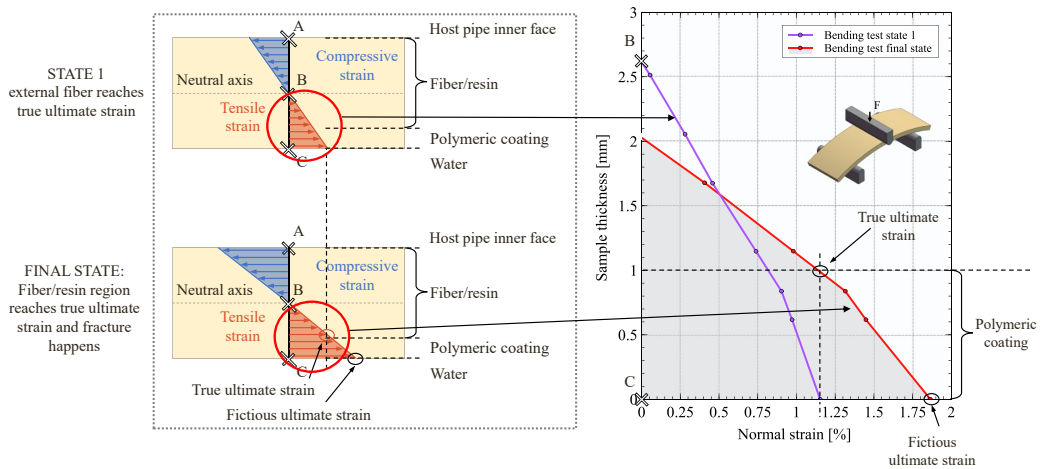 STATE 1
external fiber reaches
true ultimate strain
A
Host pipe inner face
Compressive
strain
Neutral axis
B
Fiber/resin
Tensile
strain
Polymeric coating
C
Water
FINAL STATE:
Fiber/resin region
reaches true ultimate
strain and fracture
happens
A
Host pipe inner face
Compressive
strain
Neutral axis
B
Fiber/resin
Tensile
strain
Polymeric coating
C
Water
True ultimate strain
Fictious ultimate strain
Bending test state 1
Bending test final state
F
B
C
True ultimate
strain
Polymeric
coating
Sample thickness [mm]
3
2.5
2
1.5
1
0.5
0
0 0.25 0.5 0.75 1 1.25 1.5 1.75 2
Normal strain [%]
Fictious
ultimate strain